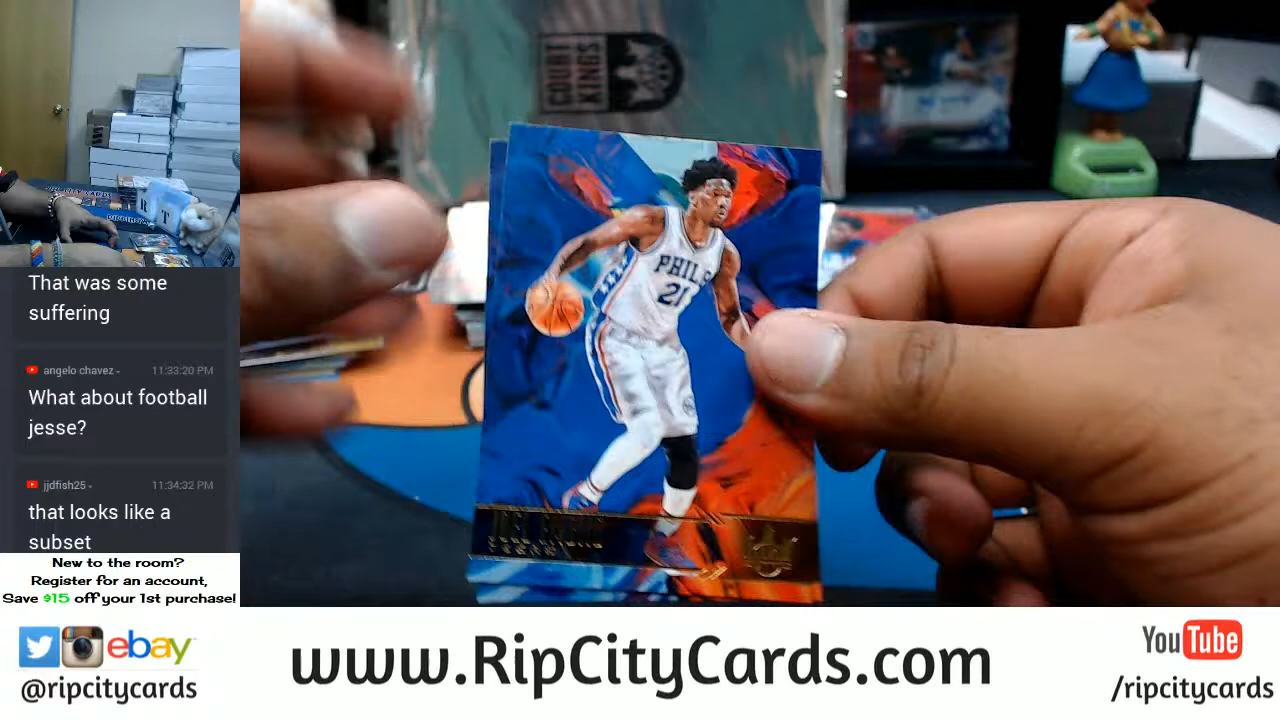 COURT
KINGS
PHILA
21
That was some
suffering
angelo chavez
11:33:20 PM
What about football
jesse?
jjdfish25
11:34:32 PM
that looks like a
subset
New to the room?
Register for an account,
Save $15 off your 1st purchase!
ebay
@ripcitycards
www.RipCityCards.com
YouTube
/ripcitycards
R T